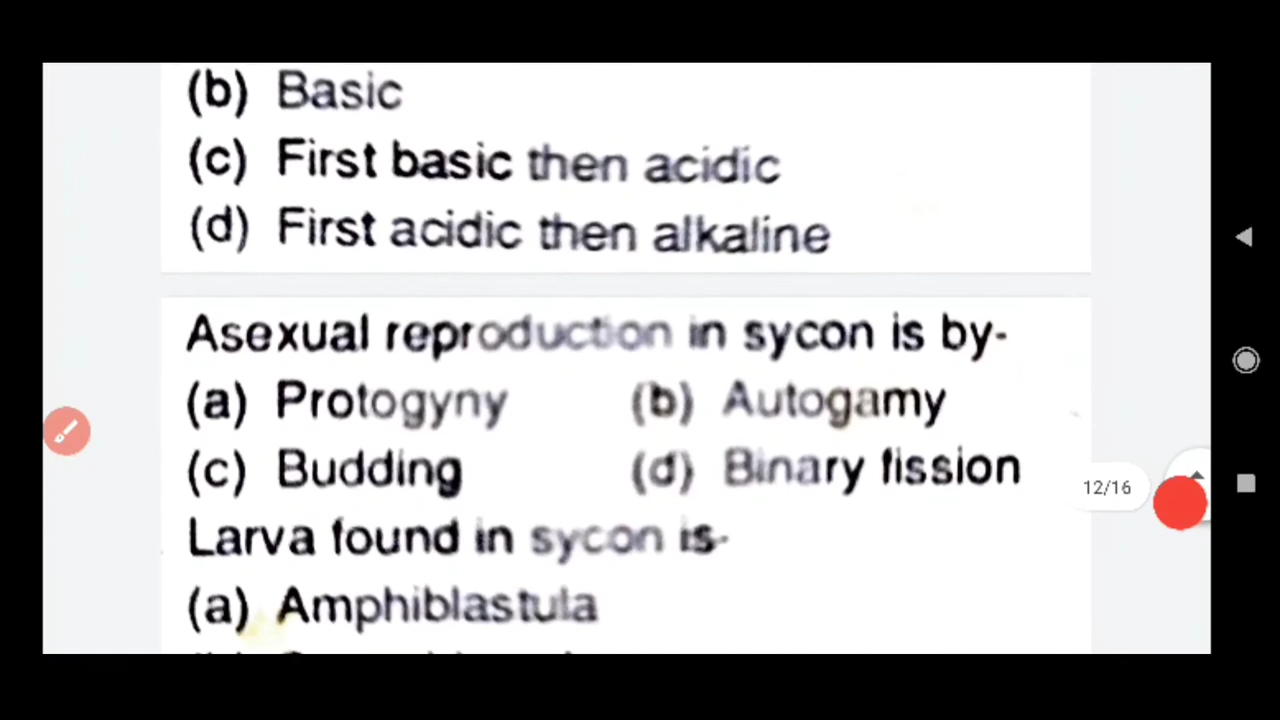 (b) Basic
(c) First basic then acidic
(d) First acidic then alkaline
Asexual reproduction in sycon is by-
(a) Protogyny (b) Autogamy
(c) Budding (d) Binary fission
12/16
Larva found in sycon is-
(a) Amphiblastula